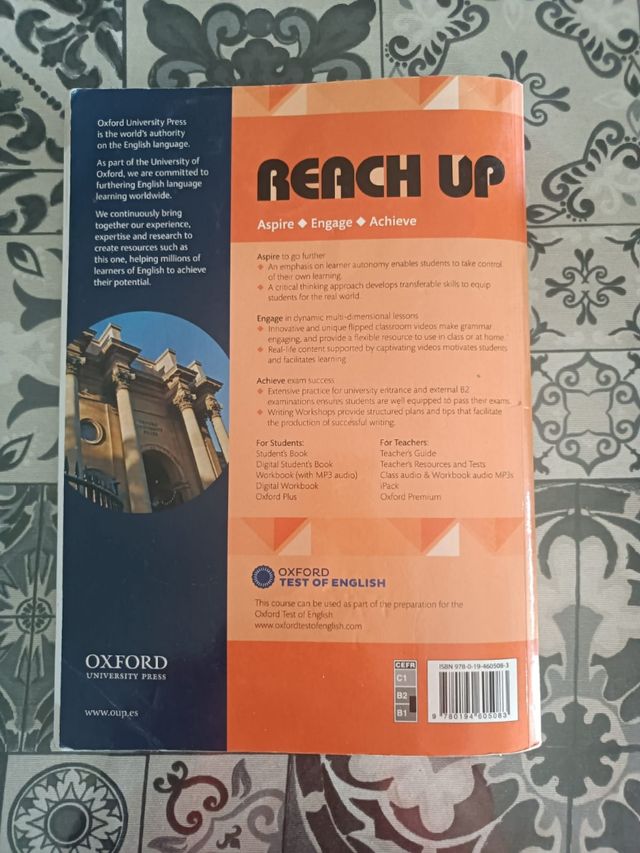 Oxford University Press
is the world's authority
on the English language.
As part of the University of
Oxford, we are committed to
furthering English language
learning worldwide.
We continuously bring
together our experience,
expertise and research to
create resources such as
this one, helping millions of
learners of English to achieve
their potential.
OXFORD
UNIVERSITY PRESS
www.oup.es
REACH UP
Aspire ◆ Engage ◆ Achieve
Aspire to go further
◆ An emphasis on learner autonomy enables students to take control
of their own learning.
◆ A critical thinking approach develops transferable skills to equip
students for the real world.
Engage in dynamic multi-dimensional lessons
◆ Innovative and unique flipped classroom videos make grammar
engaging, and provide a flexible resource to use in class or at home.
◆ Real-life content supported by captivating videos motivates students
and facilitates learning.
Achieve exam success
◆ Extensive practice for university entrance and external B2
examinations ensures students are well equipped to pass their exams.
◆ Writing Workshops provide structured plans and tips that facilitate
the production of successful writing.
For Students:
Student's Book
Digital Student's Book
Workbook (with MP3 audio)
Digital Workbook
Oxford Plus
For Teachers:
Teacher's Guide
Teacher's Resources and Tests
Class audio & Workbook audio MP3s
iPack
Oxford Premium
OXFORD
TEST OF ENGLISH
This course can be used as part of the preparation for the
Oxford Test of English
www.oxfordtestofenglish.com
CEFR
C1
B2
B1
ISBN 978-0-19-460508-3
9 780194 605083